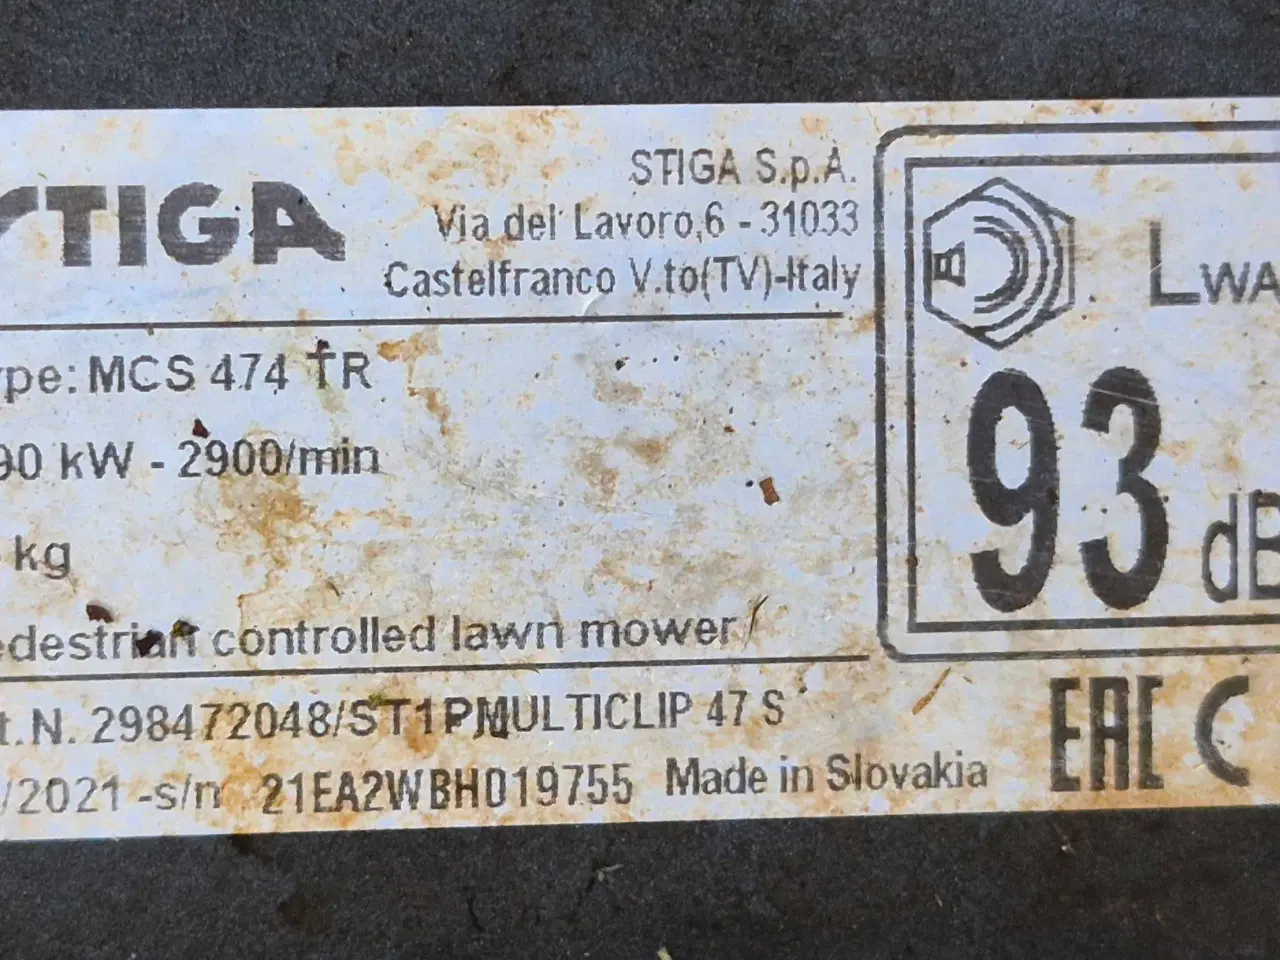 STIGA
STIGA S.p.A.
Via del Lavoro,6 - 31033
Castelfranco V.to(TV)-Italy
ype: MCS 474 TR
90 kW - 2900/min
kg
edestrian controlled lawn mower/
t.N. 298472048/ST1PMULTICLIP 47 S
/2021 -s/n 21EA2WBH019755 Made in Slovakia
LWA
93 dB
EAC C